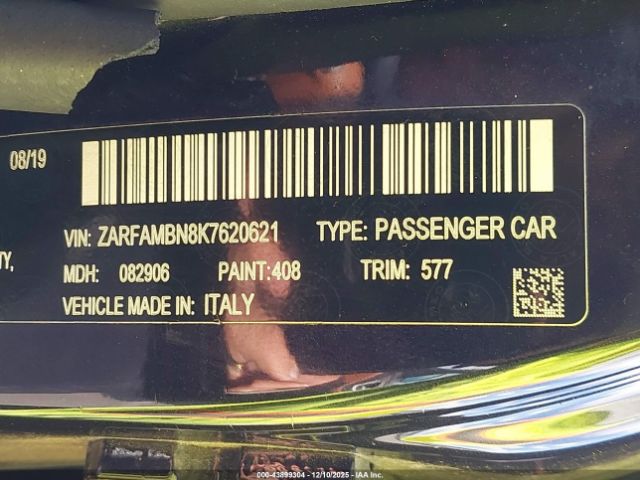 08/19
VIN: ZARFAMBN8K7620621 TYPE: PASSENGER CAR
TY,
MDH: 082906 PAINT:408 TRIM: 577
VEHICLE MADE IN: ITALY
000-43899304 - 12/10/2025 - IAA Inc.